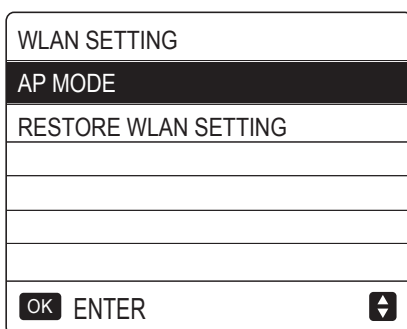 WLAN SETTING
AP MODE
RESTORE WLAN SETTING
OK ENTER